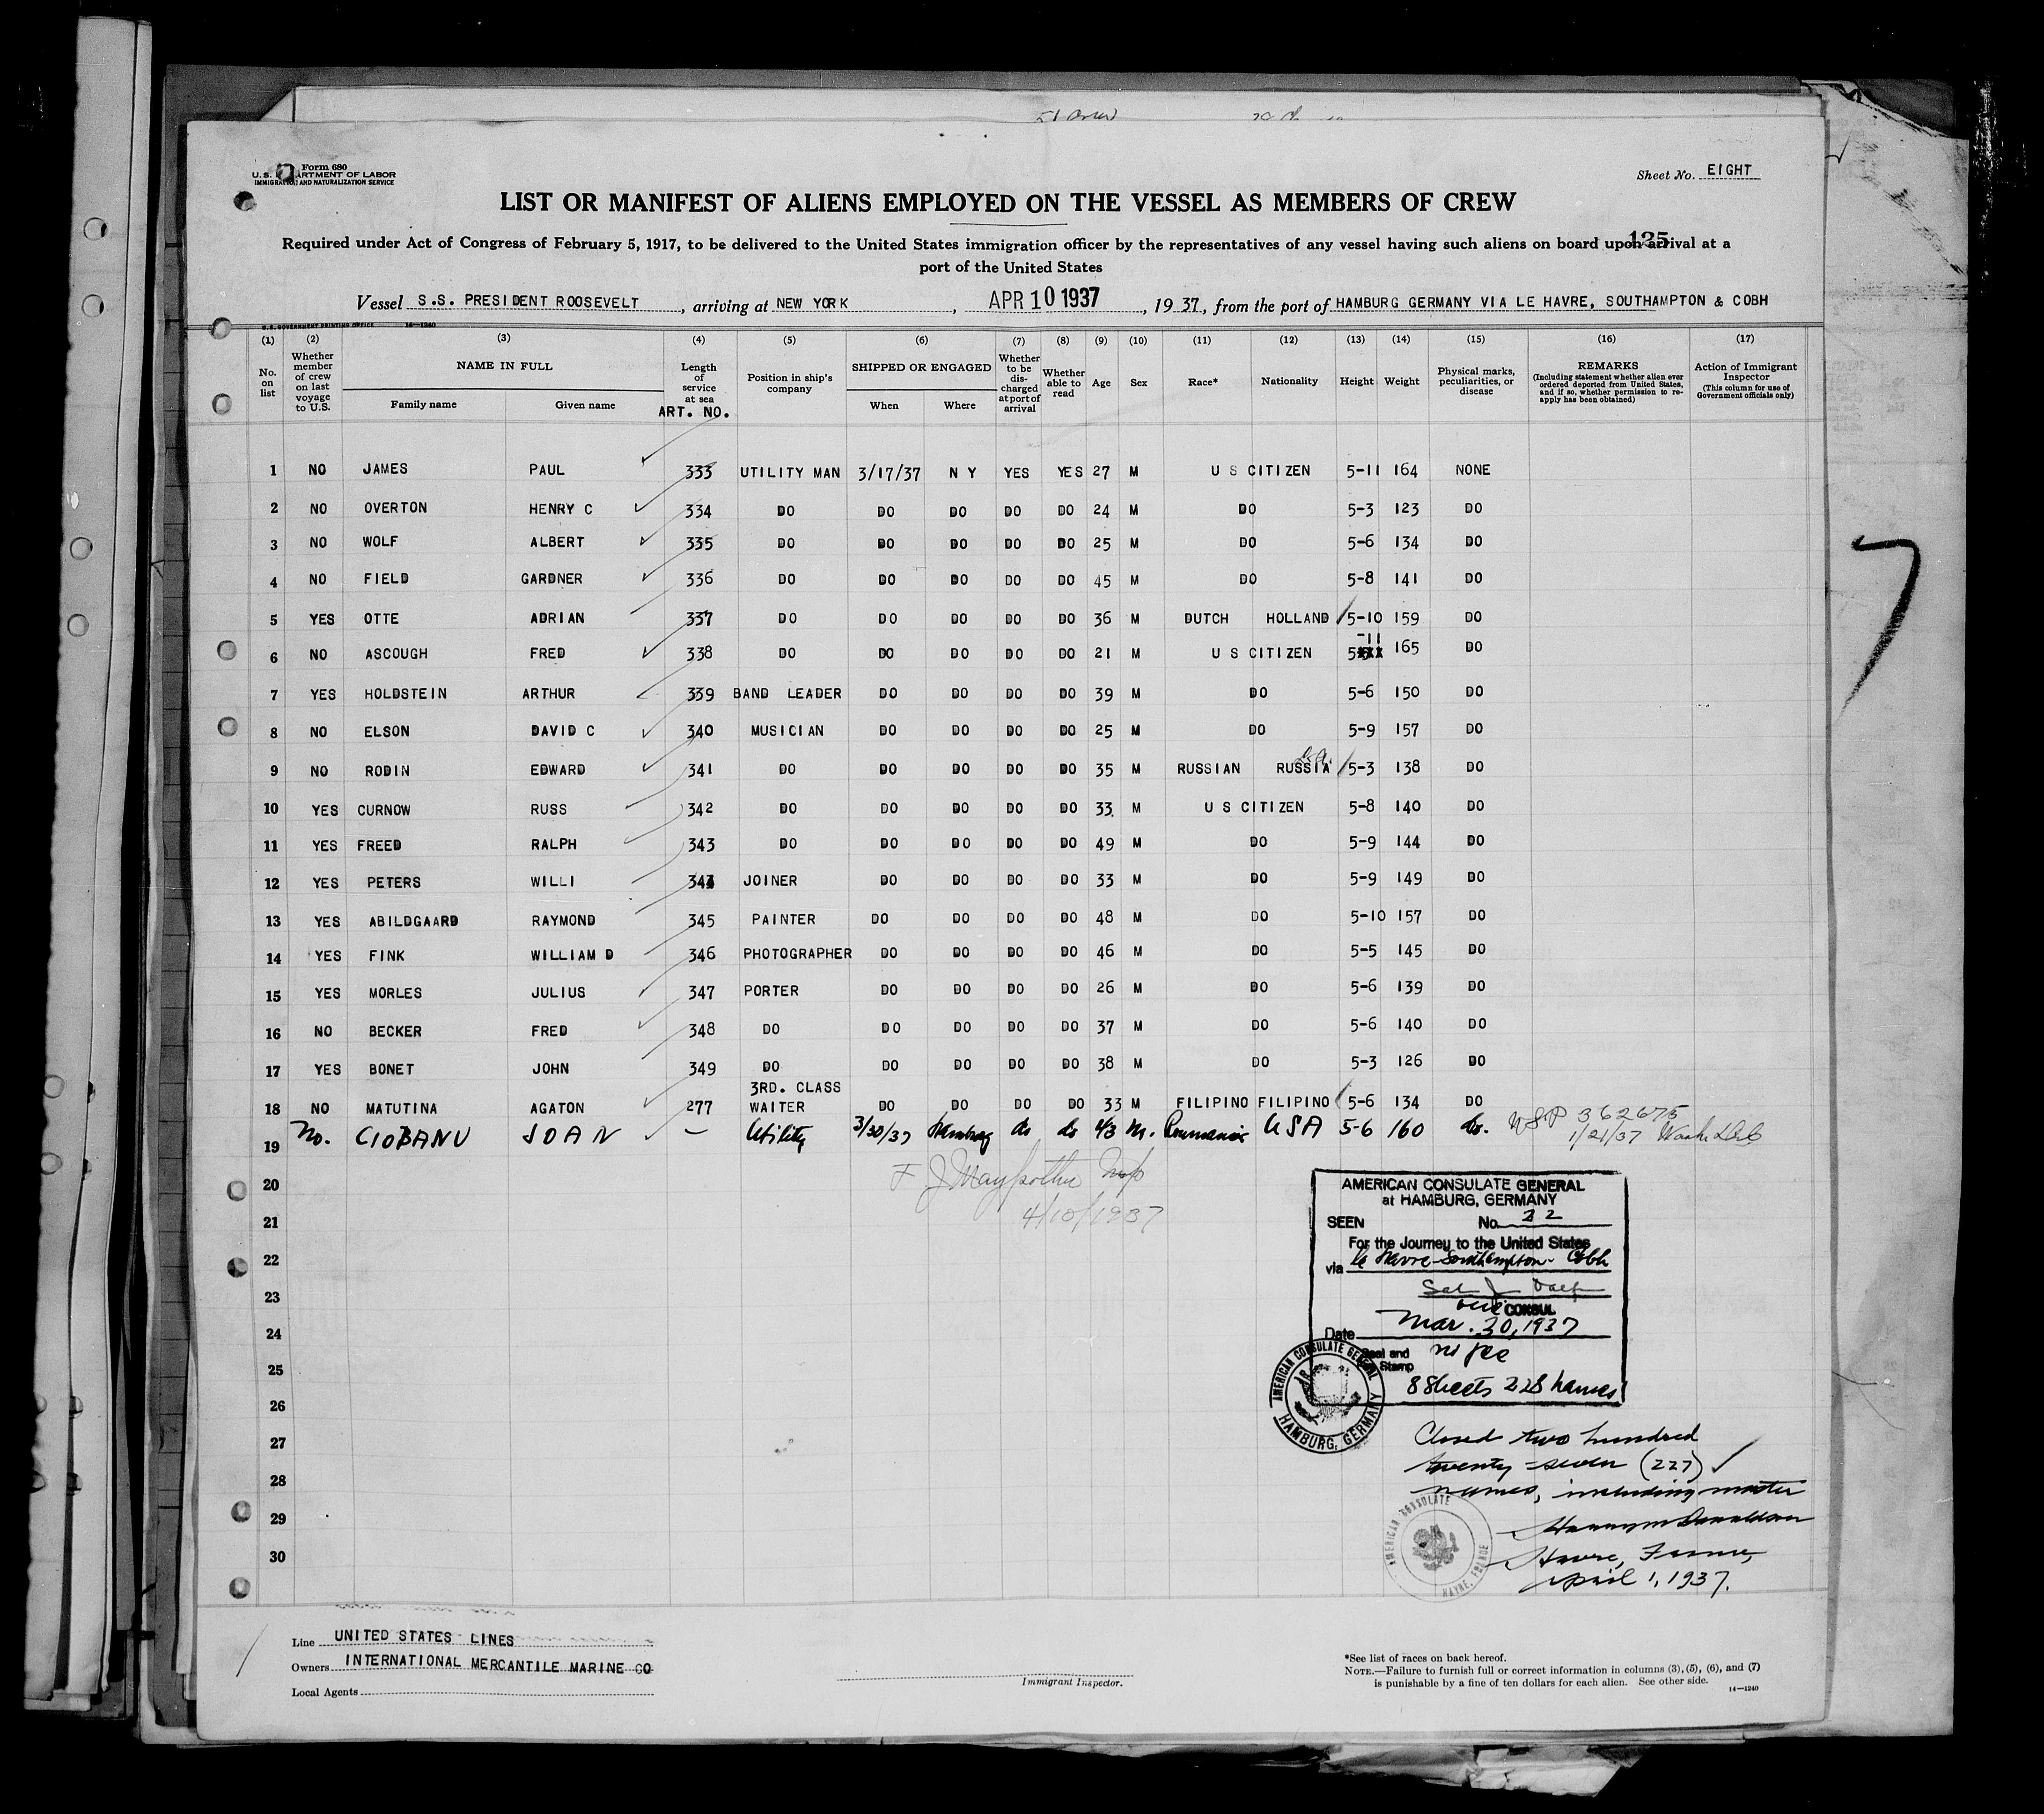 Form 680
U.S. DEPARTMENT OF LABOR
IMMIGRATION AND NATURALIZATION SERVICE
Sheet No. EIGHT
LIST OR MANIFEST OF ALIENS EMPLOYED ON THE VESSEL AS MEMBERS OF CREW
125
Required under Act of Congress of February 5, 1917, to be delivered to the United States immigration officer by the representatives of any vessel having such aliens on board upon arrival at a
port of the United States
Vessel S.S. PRESIDENT ROOSEVELT, arriving at NEW YORK, APR 10 1937, 1937, from the port of HAMBURG GERMANY VIA LE HAVRE, SOUTHAMPTON & COBH
U.S. GOVERNMENT PRINTING OFFICE 14—1240
(1) (2) (3) (4) (5) (6) (7) (8) (9) (10) (11) (12) (13) (14) (15) (16) (17)
No. on list
Whether member of crew on last voyage to U.S.
NAME IN FULL
Family name Given name
Length of service at sea
ART. NO.
Position in ship's company
SHIPPED OR ENGAGED
When Where
Whether to be discharged at port of arrival
Whether able to read
Age
Sex
Race*
Nationality
Height
Weight
Physical marks, peculiarities, or disease
REMARKS
(Including statement whether alien ever ordered deported from United States, and if so, whether permission to reapply has been obtained)
Action of Immigrant Inspector
(This column for use of Government officials only)
1 NO JAMES PAUL 333 UTILITY MAN 3/17/37 N Y YES YES 27 M U S CITIZEN 5-11 164 NONE
2 NO OVERTON HENRY C 334 DO DO DO DO DO 24 M DO 5-3 123 DO
3 NO WOLF ALBERT 335 DO DO DO DO DO 25 M DO 5-6 134 DO
4 NO FIELD GARDNER 336 DO DO DO DO DO 45 M DO 5-8 141 DO
5 YES OTTE ADRIAN 337 DO DO DO DO DO 36 M DUTCH HOLLAND 5-10 159 DO
6 NO ASCOUGH FRED 338 DO DO DO DO DO 21 M U S CITIZEN 5-11 165 DO
7 YES HOLDSTEIN ARTHUR 339 BAND LEADER DO DO DO DO 39 M DO 5-6 150 DO
8 NO ELSON DAVID C 340 MUSICIAN DO DO DO DO 25 M DO 5-9 157 DO
9 NO RODIN EDWARD 341 DO DO DO DO DO 35 M RUSSIAN RUSSIA 5-3 138 DO
10 YES CURNOW RUSS 342 DO DO DO DO DO 33 M U S CITIZEN 5-8 140 DO
11 YES FREED RALPH 343 DO DO DO DO DO 49 M DO 5-9 144 DO
12 YES PETERS WILLI 344 JOINER DO DO DO DO 33 M DO 5-9 149 DO
13 YES ABILDGAARD RAYMOND 345 PAINTER DO DO DO DO 48 M DO 5-10 157 DO
14 YES FINK WILLIAM D 346 PHOTOGRAPHER DO DO DO DO 46 M DO 5-5 145 DO
15 YES MORLES JULIUS 347 PORTER DO DO DO DO 26 M DO 5-6 139 DO
16 NO BECKER FRED 348 DO DO DO DO DO 37 M DO 5-6 140 DO
17 YES BONET JOHN 349 DO DO DO DO DO 38 M DO 5-3 126 DO
18 NO MATUTINA AGATON 277 3RD. CLASS WAITER DO DO DO DO 33 M FILIPINO FILIPINO 5-6 134 DO
19 No. CIOBANU IOAN — Utility 3/30/37 Hamburg do do 43 M. Roumania USA 5-6 160 do. USP 362675
1/21/37 Wash D.C.
20
4/10/1937
21
22
23
24
25
26
27
28
29
30
AMERICAN CONSULATE GENERAL
at HAMBURG, GERMANY
SEEN No. 22
For the Journey to the United States
via Le Havre-Southampton-Cobh
Vice CONSUL
Date Mar. 30, 1937
Seal and Stamp no fee
8 sheets 228 names
AMERICAN CONSULATE GENERAL HAMBURG, GERMANY
Closed two hundred
twenty-seven (227)
names, including master
Havre, France,
April 1, 1937.
AMERICAN CONSULATE
HAVRE, FRANCE
Line UNITED STATES LINES
Owners INTERNATIONAL MERCANTILE MARINE CO
Local Agents
Immigrant Inspector.
*See list of races on back hereof.
NOTE.—Failure to furnish full or correct information in columns (3), (5), (6), and (7)
is punishable by a fine of ten dollars for each alien. See other side.
14—1240
7